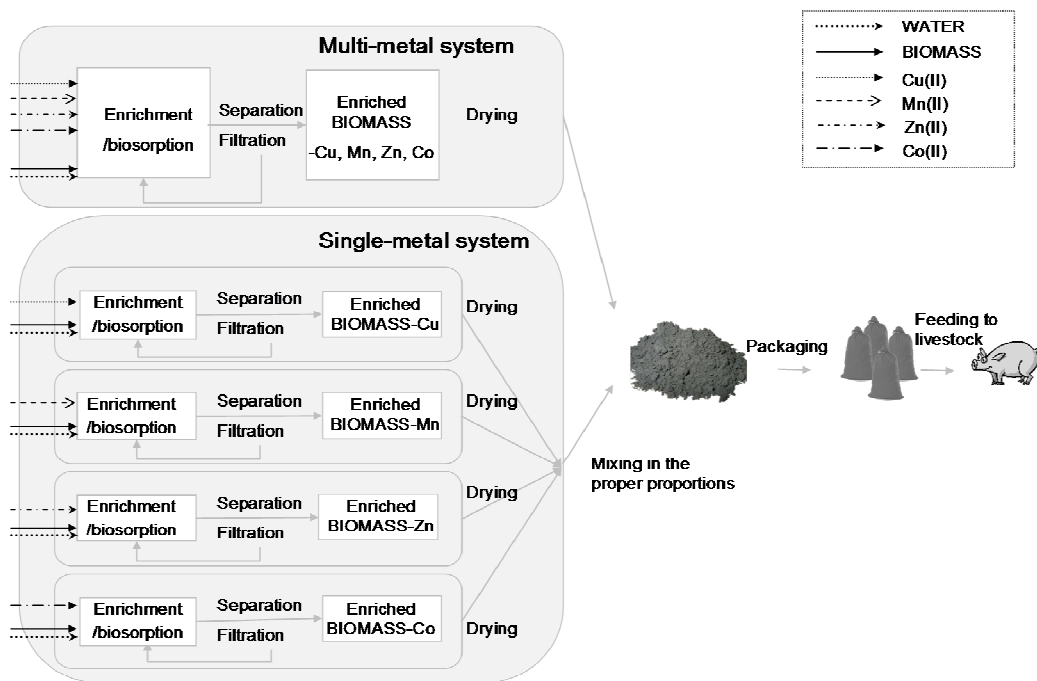 Multi-metal system
Enrichment
/biosorption
Separation
Filtration
Enriched
BIOMASS
-Cu, Mn, Zn, Co
Drying
WATER
BIOMASS
Cu(II)
Mn(II)
Zn(II)
Co(II)
Single-metal system
Enrichment
/biosorption
Separation
Filtration
Enriched
BIOMASS-Cu
Drying
Enrichment
/biosorption
Separation
Filtration
Enriched
BIOMASS-Mn
Drying
Enrichment
/biosorption
Separation
Filtration
Enriched
BIOMASS-Zn
Drying
Enrichment
/biosorption
Separation
Filtration
Enriched
BIOMASS-Co
Drying
Mixing in the
proper proportions
Packaging
Feeding to
livestock